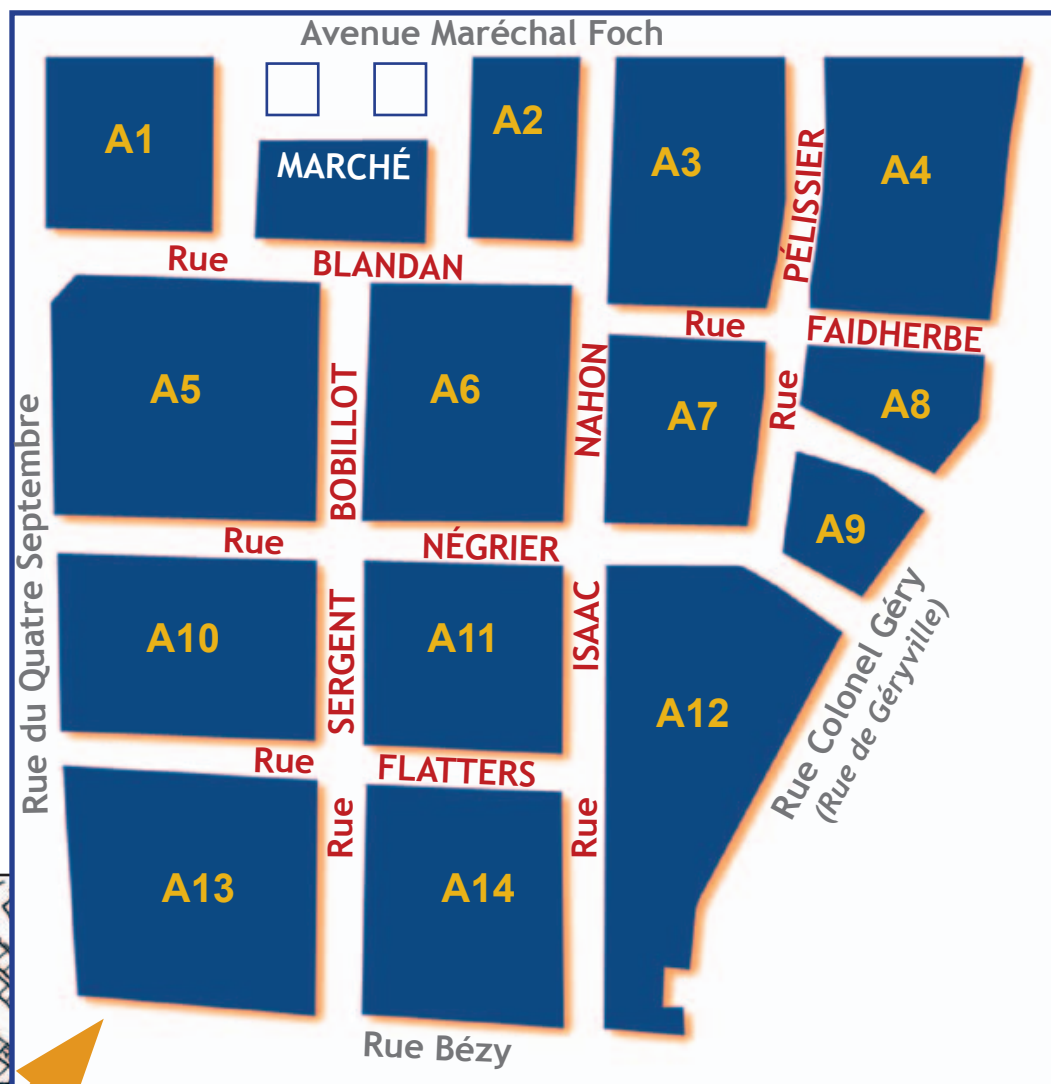 Avenue Maréchal Foch
A1
MARCHÉ
A2
A3
A4
Rue PÉLISSIER
Rue BLANDAN
Rue FAIDHERBE
A5
A6
A7
A8
Rue SERGENT BOBILLOT
Rue ISAAC NAHON
Rue du Quatre Septembre
A9
Rue NÉGRIER
A10
A11
A12
Rue Colonel Géry
(Rue de Géryville)
Rue FLATTERS
A13
A14
Rue Bézy